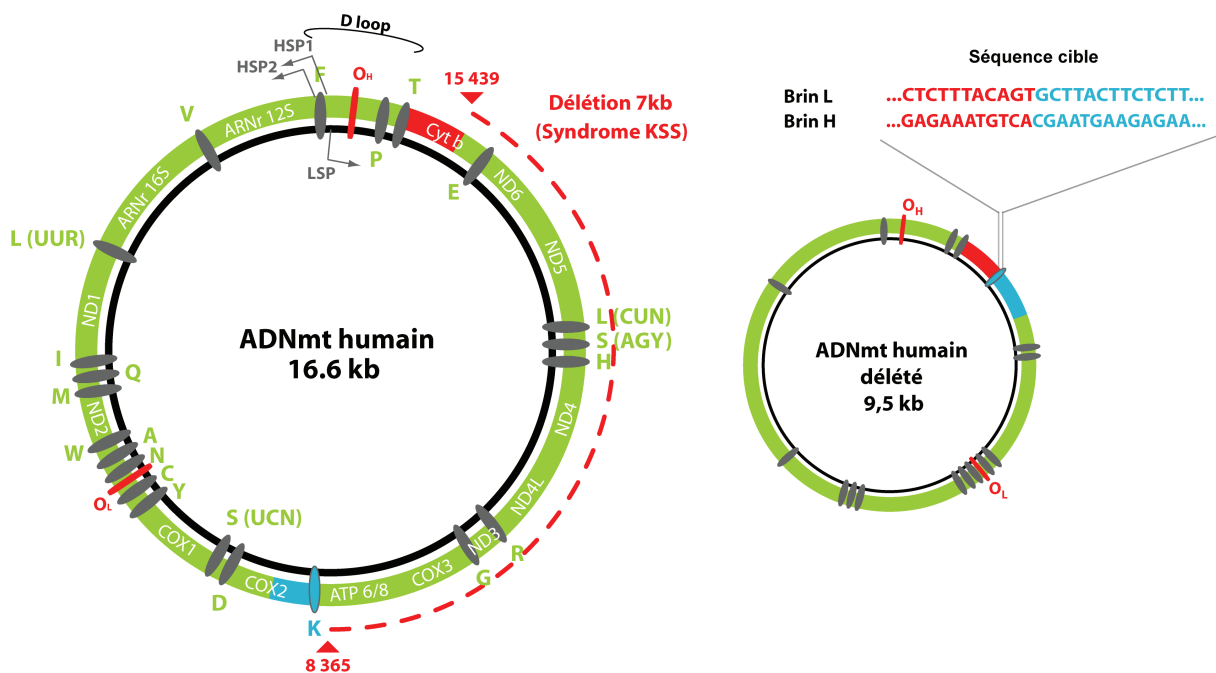 D loop
HSP1
HSP2
F
OH
T
15 439
Délétion 7kb
(Syndrome KSS)
V
ARNr 12S
Cyt b
P
LSP
E
ND6
ARNr 16S
L (UUR)
ND5
ND1
L (CUN)
S (AGY)
H
ADNmt humain
16.6 kb
I
Q
M
ND2
ND4
W
A
N
C
Y
OL
ND4L
S (UCN)
COX1
ND3
R
G
D
COX2
ATP 6/8
COX3
K
8 365
Séquence cible
Brin L ...CTCTTTACAGTGCTTACTTCTCTT...
Brin H ...GAGAAATGTCACGAATGAAGAGAA...
OH
ADNmt humain
délété
9,5 kb
OL